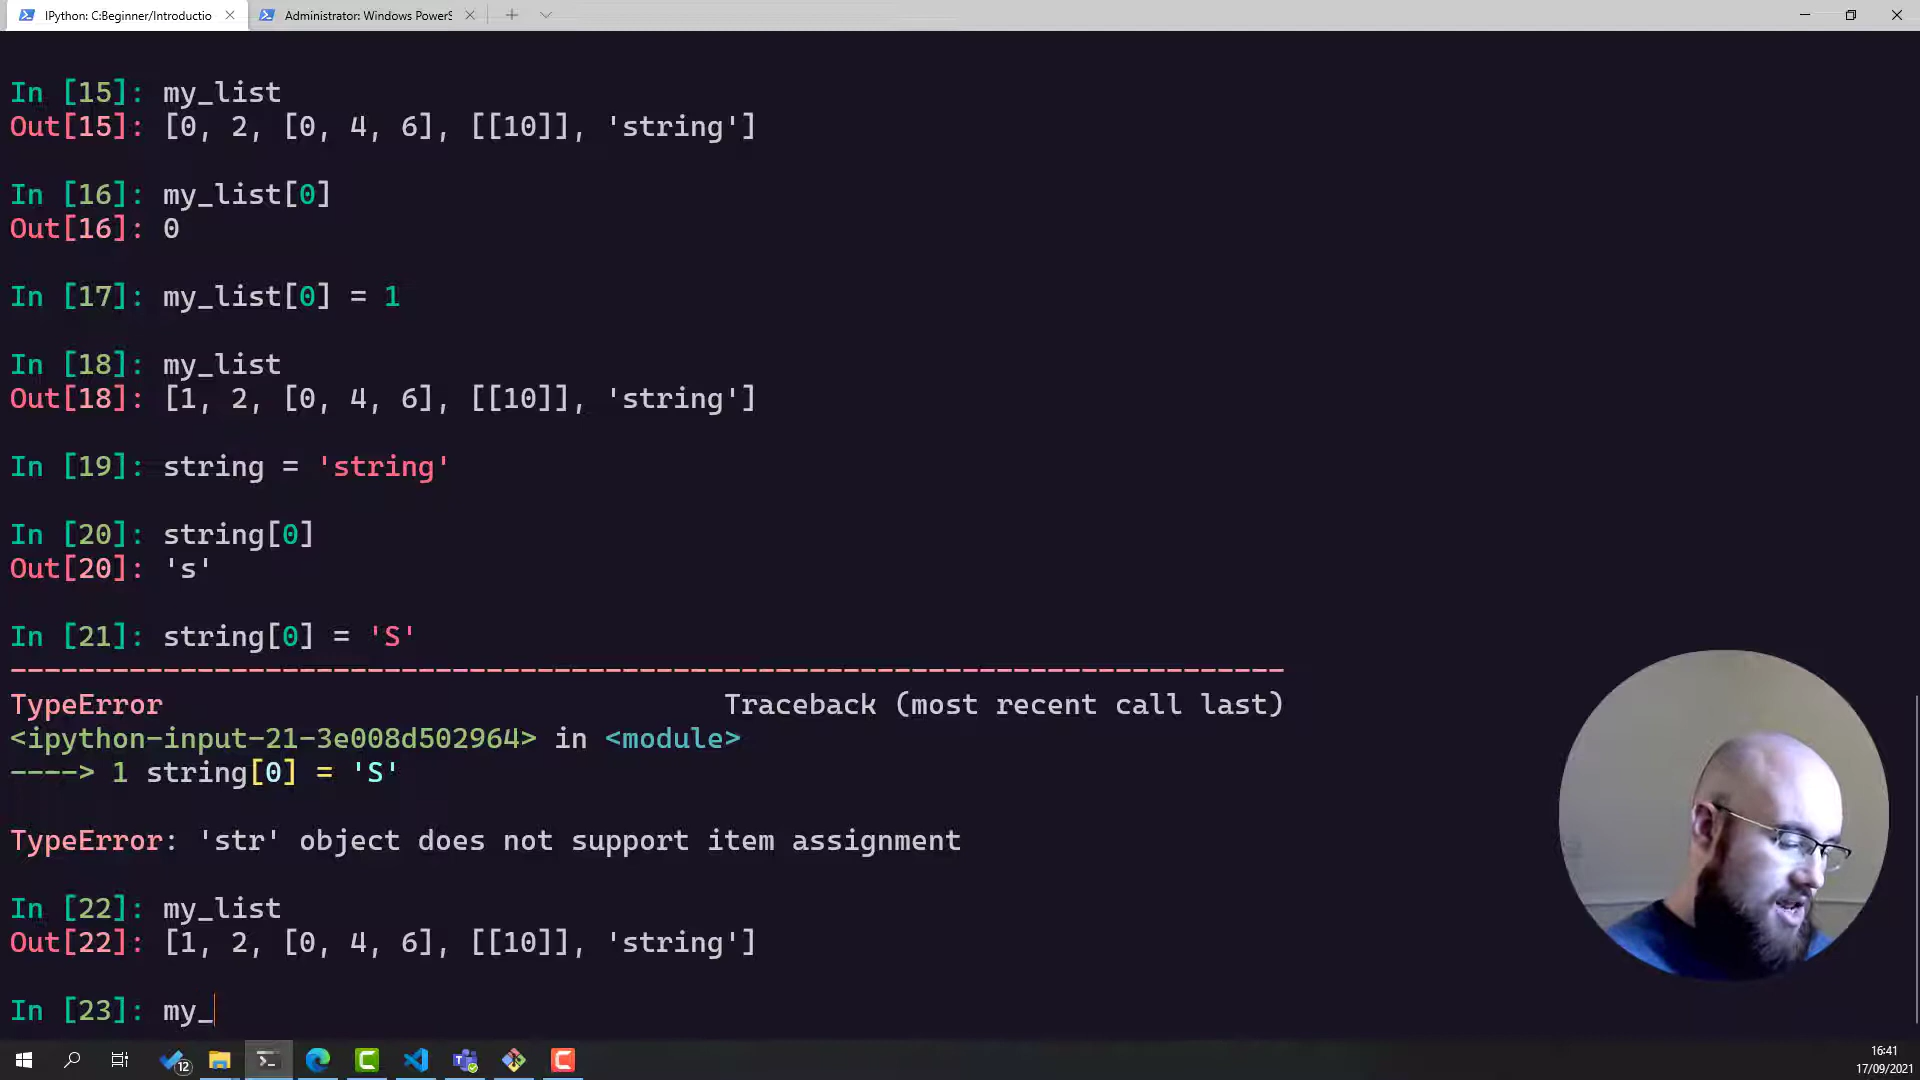 IPython: C:Beginner/Introductio
Administrator: Windows PowerS
In [15]: my_list
Out[15]: [0, 2, [0, 4, 6], [[10]], 'string']
In [16]: my_list[0]
Out[16]: 0
In [17]: my_list[0] = 1
In [18]: my_list
Out[18]: [1, 2, [0, 4, 6], [[10]], 'string']
In [19]: string = 'string'
In [20]: string[0]
Out[20]: 's'
In [21]: string[0] = 'S'
---------------------------------------------------------------------------
TypeError                                 Traceback (most recent call last)
<ipython-input-21-3e008d502964> in <module>
----> 1 string[0] = 'S'
TypeError: 'str' object does not support item assignment
In [22]: my_list
Out[22]: [1, 2, [0, 4, 6], [[10]], 'string']
In [23]: my_
12
16:41
17/09/2021